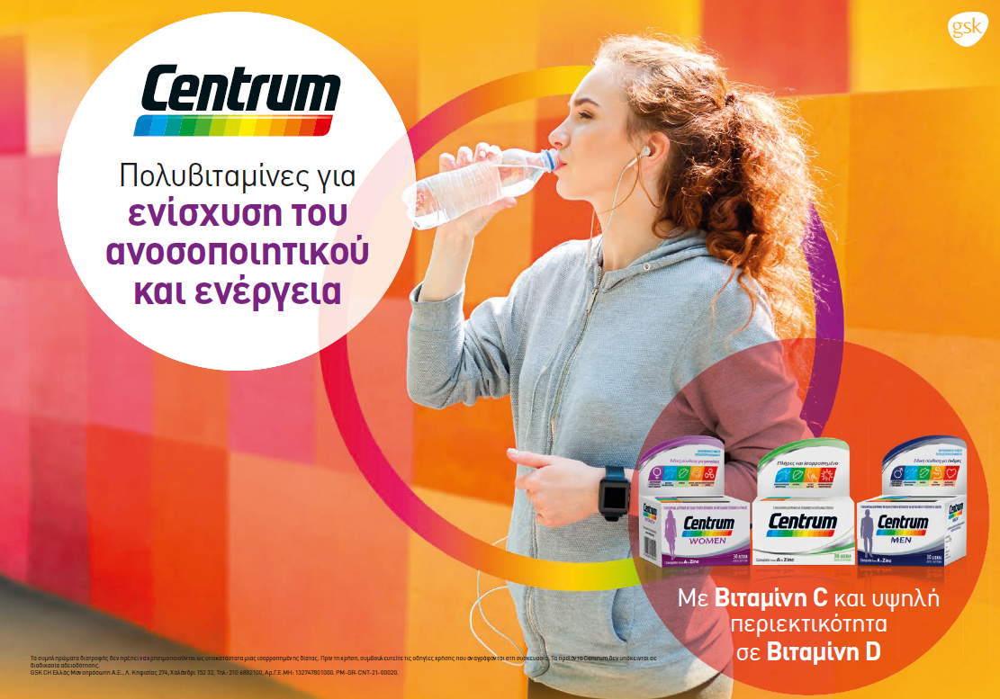 gsk
Centrum
Πολυβιταμίνες για
ενίσχυση του
ανοσοποιητικού
και ενέργεια
Ειδική σύνθεση για γυναίκες
Πλήρες και ισορροπημένο
Ειδική σύνθεση για άνδρες
Centrum
WOMEN
Complete from A to Zinc
30 ΔΙΣΚΙΑ
Centrum
Complete from A to Zinc
30 ΔΙΣΚΙΑ
Centrum
MEN
Complete from A to Zinc
30 ΔΙΣΚΙΑ
Με Βιταμίνη C και υψηλή
περιεκτικότητα
σε Βιταμίνη D
Τα συμπληρώματα διατροφής δεν πρέπει να χρησιμοποιούνται ως υποκατάστατο μιας ισορροπημένης δίαιτας. Πριν τη χρήση, συμβουλευτείτε τις οδηγίες χρήσης που αναγράφονται στη συσκευασία. Τα προϊόντα Centrum δεν υπόκεινται σε
διαδικασία αδειοδότησης.
GSK CH Ελλάς Μονοπρόσωπη Α.Ε., Λ. Κηφισίας 274, Χαλάνδρι 152 32, Τηλ: 210 6882100, Αρ.Γ.Ε.ΜΗ: 132747801000. PM-GR-CNT-21-00020.